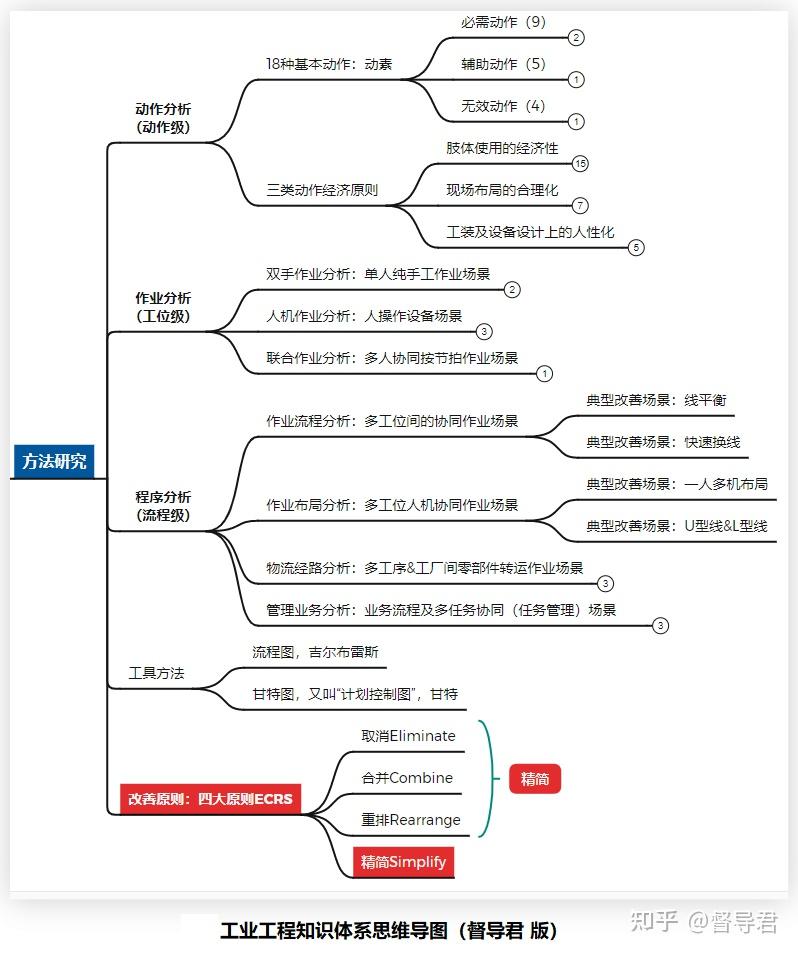 方法研究
动作分析
（动作级）
18种基本动作：动素
必需动作（9）
2
辅助动作（5）
1
无效动作（4）
1
三类动作经济原则
肢体使用的经济性
15
现场布局的合理化
7
工装及设备设计上的人性化
5
作业分析
（工位级）
双手作业分析：单人纯手工作业场景
2
人机作业分析：人操作设备场景
3
联合作业分析：多人协同按节拍作业场景
1
程序分析
（流程级）
作业流程分析：多工位间的协同作业场景
典型改善场景：线平衡
典型改善场景：快速换线
作业布局分析：多工位人机协同作业场景
典型改善场景：一人多机布局
典型改善场景：U型线&L型线
物流经路分析：多工序&工厂间零部件转运作业场景
3
管理业务分析：业务流程及多任务协同（任务管理）场景
3
工具方法
流程图，吉尔布雷斯
甘特图，又叫“计划控制图”，甘特
改善原则：四大原则ECRS
取消Eliminate
合并Combine
重排Rearrange
精简Simplify
精简
工业工程知识体系思维导图（督导君 版）
知乎 @督导君